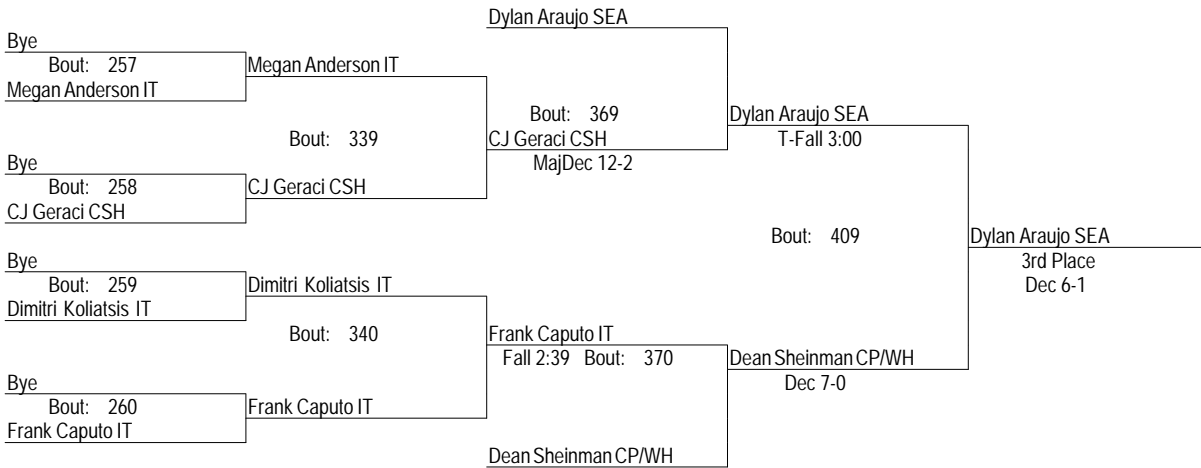 Dylan Araujo SEA
Bye
Bout: 257
Megan Anderson IT
Megan Anderson IT
Bout: 369
Dylan Araujo SEA
Bout: 339
CJ Geraci CSH
T-Fall 3:00
MajDec 12-2
Bye
Bout: 258
CJ Geraci CSH
CJ Geraci CSH
Bout: 409
Dylan Araujo SEA
3rd Place
Dec 6-1
Bye
Bout: 259
Dimitri Koliatsis IT
Dimitri Koliatsis IT
Bout: 340
Frank Caputo IT
Fall 2:39 Bout: 370
Dean Sheinman CP/WH
Dec 7-0
Bye
Bout: 260
Frank Caputo IT
Frank Caputo IT
Dean Sheinman CP/WH